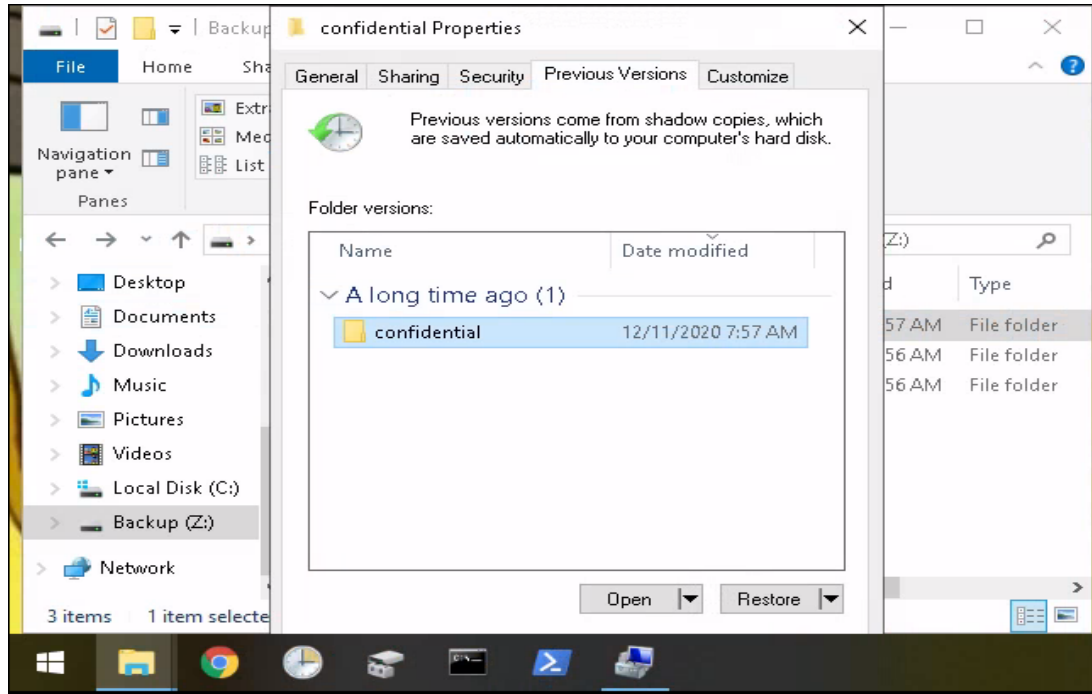 Backup
confidential Properties
File
Home
Sha
General
Sharing
Security
Previous Versions
Customize
Previous versions come from shadow copies, which
are saved automatically to your computer's hard disk.
Extr
Med
List
Navigation
pane
Panes
Folder versions:
(Z:)
Name
Date modified
d
Type
A long time ago (1)
confidential
12/11/2020 7:57 AM
57 AM
File folder
56 AM
File folder
56 AM
File folder
Desktop
Documents
Downloads
Music
Pictures
Videos
Local Disk (C:)
Backup (Z:)
Network
Open
Restore
3 items
1 item selecte